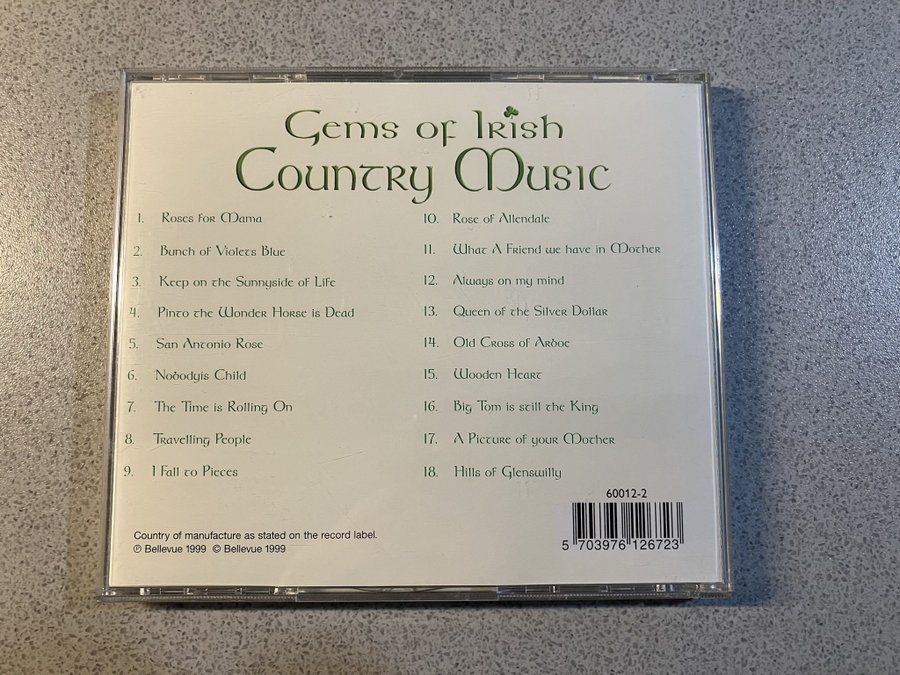 Gems of Irish
Country Music
1. Roses for Mama
2. Bunch of Violets Blue
3. Keep on the Sunnyside of Life
4. Pinto the Wonder Horse is Dead
5. San Antonio Rose
6. Nobodyis Child
7. The Time is Rolling On
8. Travelling People
9. I Fall to Pieces
10. Rose of Allendale
11. What A Friend we have in Mother
12. Always on my mind
13. Queen of the Silver Dollar
14. Old Cross of Arboe
15. Wooden Heart
16. Big Tom is still the King
17. A Picture of your Mother
18. Hills of Glenswilly
60012-2
5 703976 126723
Country of manufacture as stated on the record label.
℗ Bellevue 1999 © Bellevue 1999